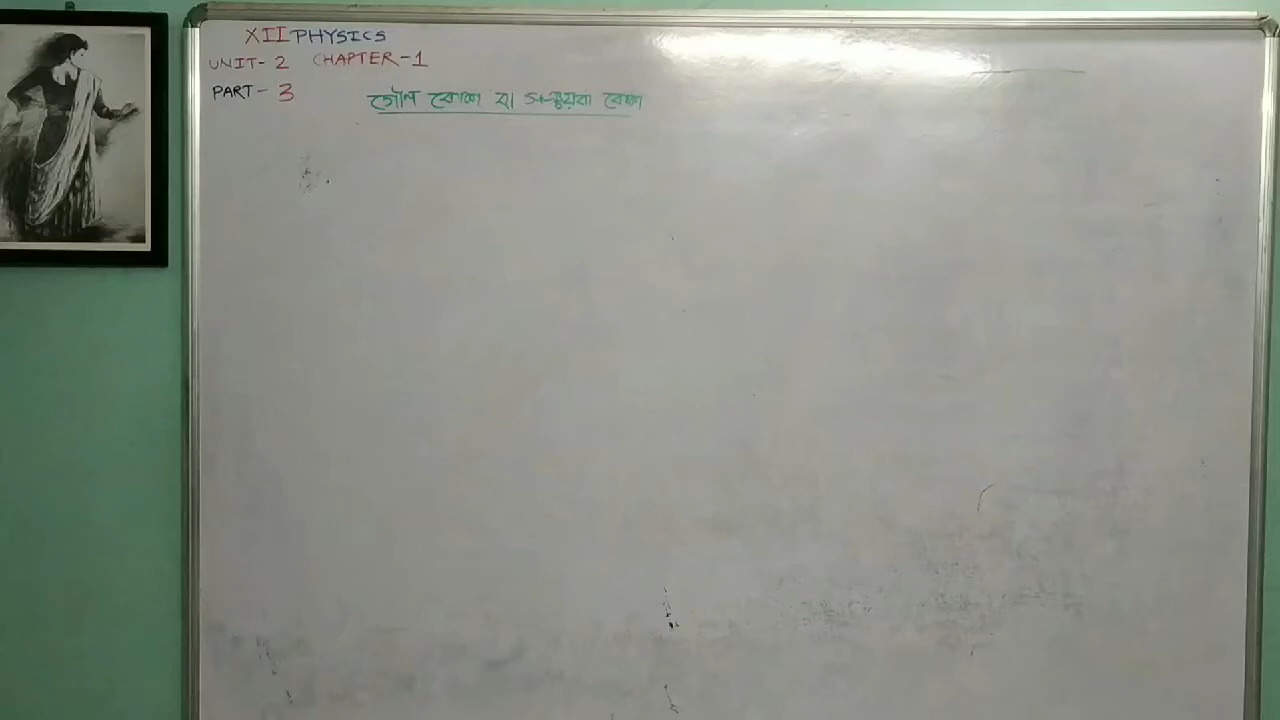 XII PHYSICS
UNIT- 2 CHAPTER-1
PART- 3
গৌণ কোশ বা সঞ্চয়ক কোশ